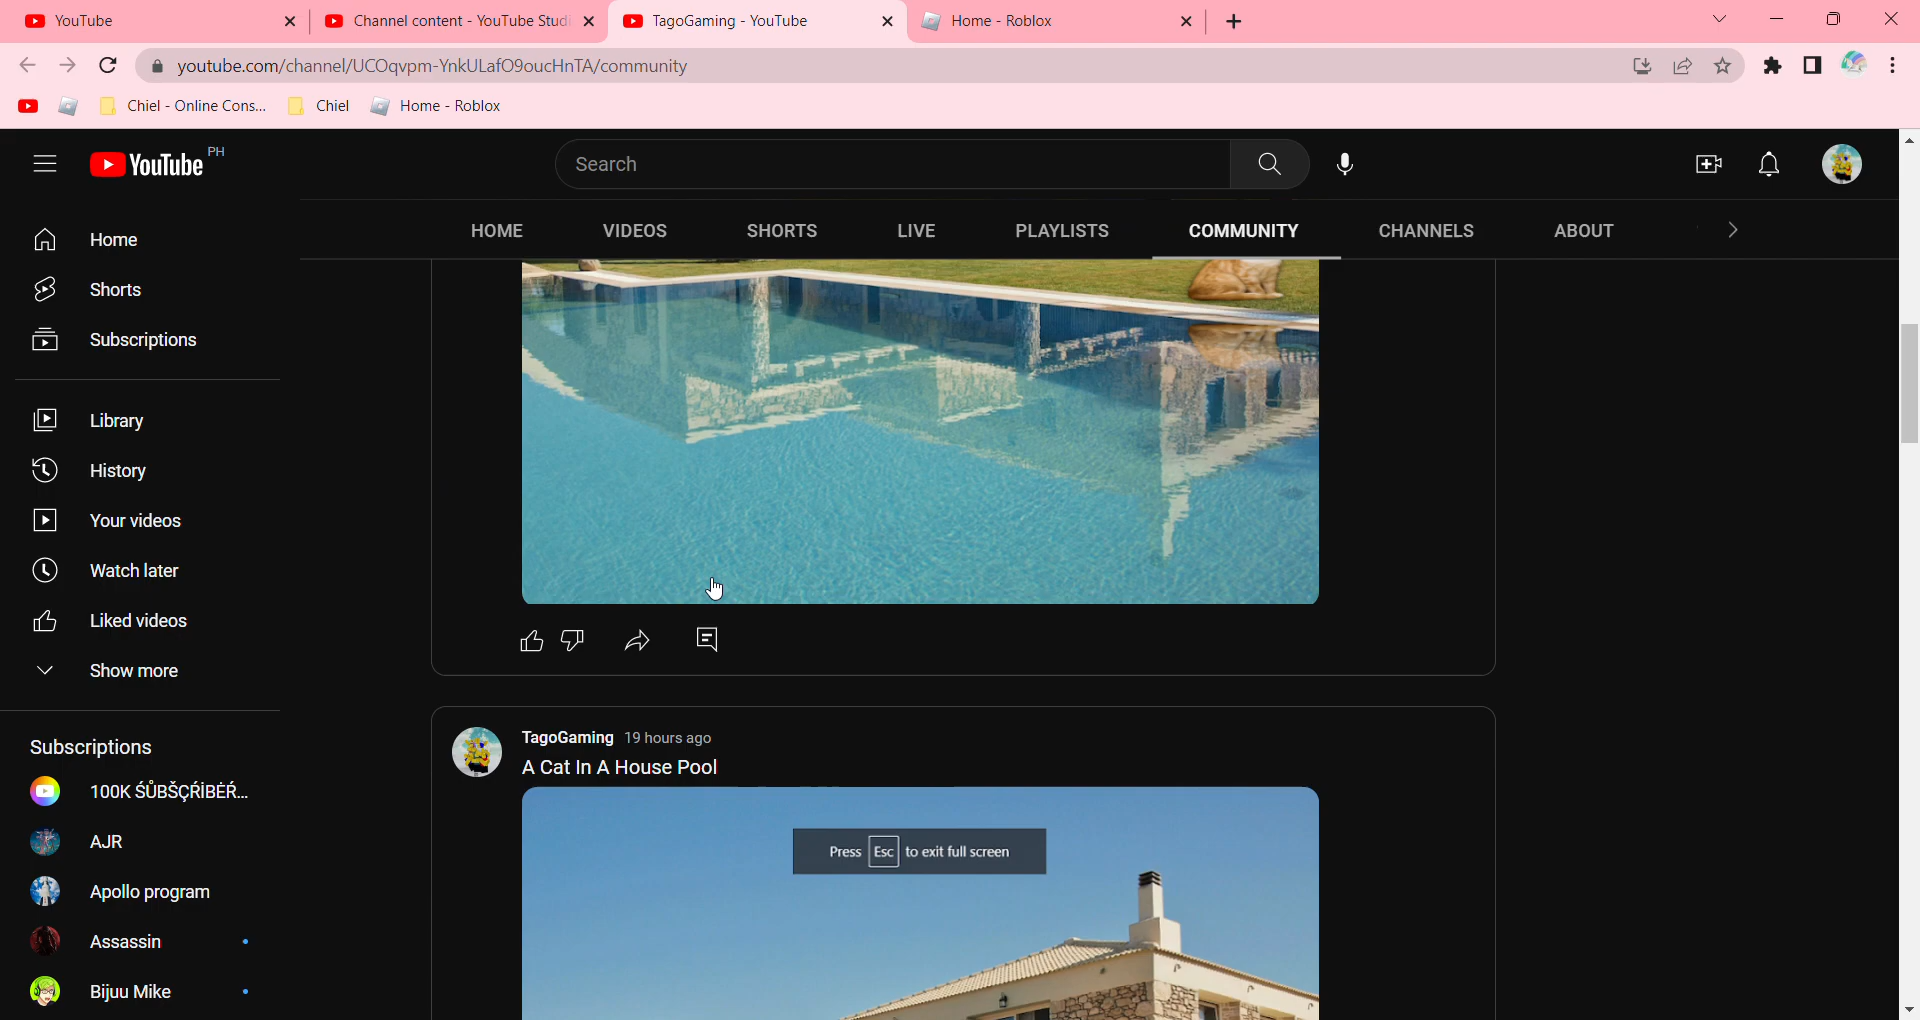 YouTube
Channel content - YouTube Studi
TagoGaming - YouTube
Home - Roblox
youtube.com/channel/UCOqvpm-YnkULafO9oucHnTA/community
Chiel - Online Cons...
Chiel
Home - Roblox
YouTube PH
Search
HOME
VIDEOS
SHORTS
LIVE
PLAYLISTS
COMMUNITY
CHANNELS
ABOUT
Home
Shorts
Subscriptions
Library
History
Your videos
Watch later
Liked videos
Show more
Subscriptions
100K ŚŮBŠÇŔİBĖŔ...
AJR
Apollo program
Assassin
Bijuu Mike
TagoGaming 19 hours ago
A Cat In A House Pool
Press Esc to exit full screen